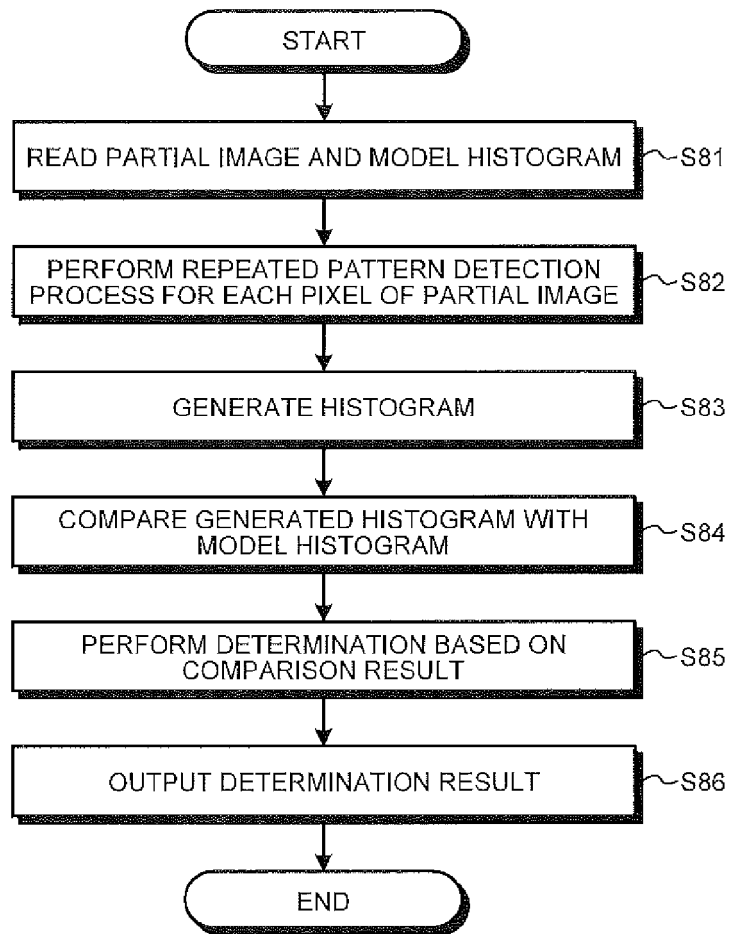 START
READ PARTIAL IMAGE AND MODEL HISTOGRAM
S81
PERFORM REPEATED PATTERN DETECTION
PROCESS FOR EACH PIXEL OF PARTIAL IMAGE
S82
GENERATE HISTOGRAM
S83
COMPARE GENERATED HISTOGRAM WITH
MODEL HISTOGRAM
S84
PERFORM DETERMINATION BASED ON
COMPARISON RESULT
S85
OUTPUT DETERMINATION RESULT
S86
END